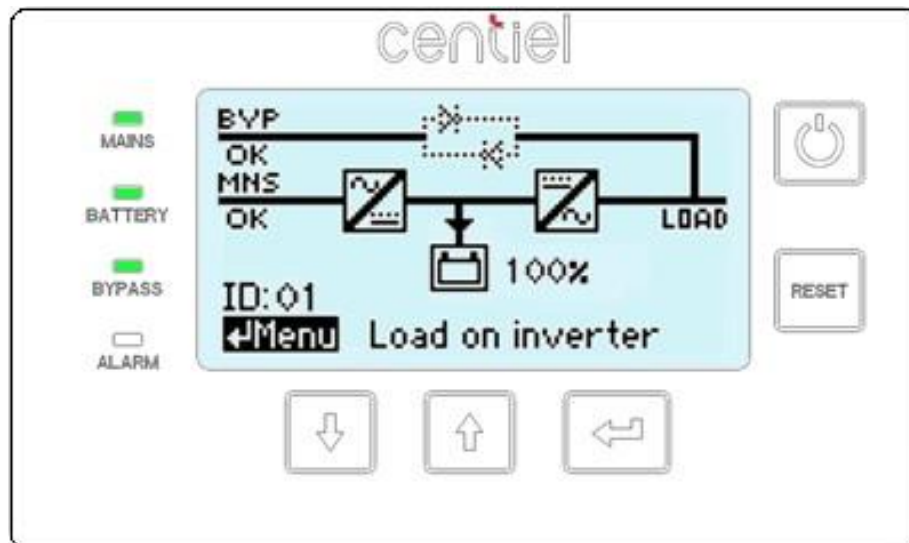 centiel
MAINS
BATTERY
BYPASS
ALARM
BYP
OK
MNS
OK
LOAD
100%
ID:01
↵Menu Load on inverter
RESET